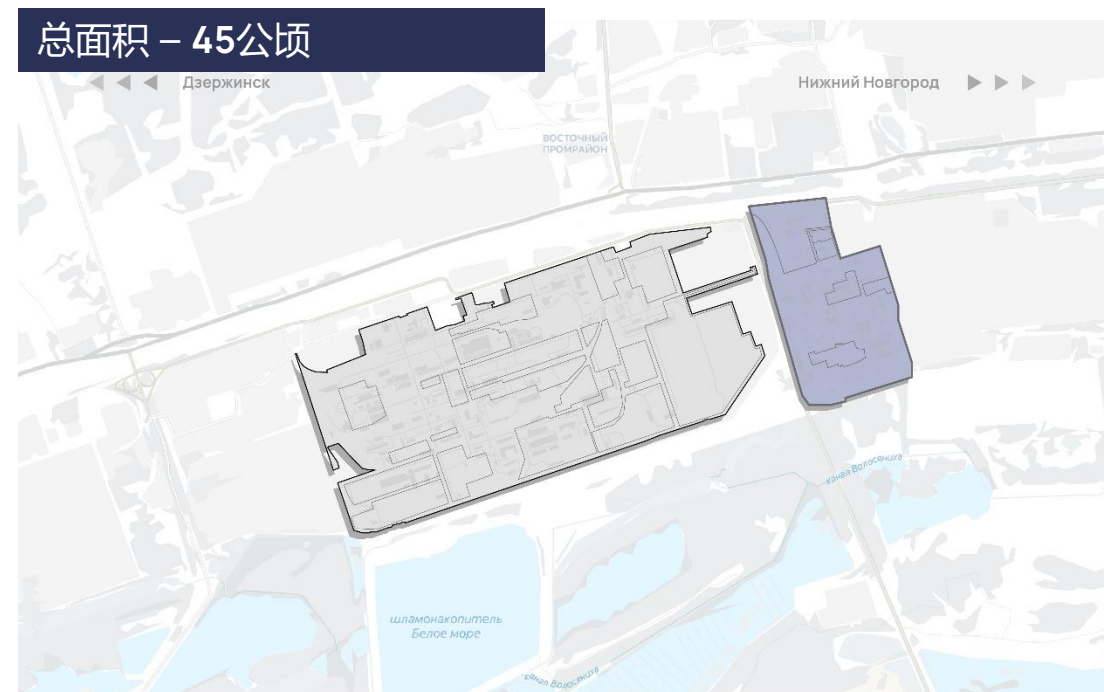 总面积 – 45公顷
Дзержинск
Нижний Новгород
ВОСТОЧНЫЙ
ПРОМРАЙОН
канал Волосяниха
шламонакопитель
Белое море
канал Волосяниха